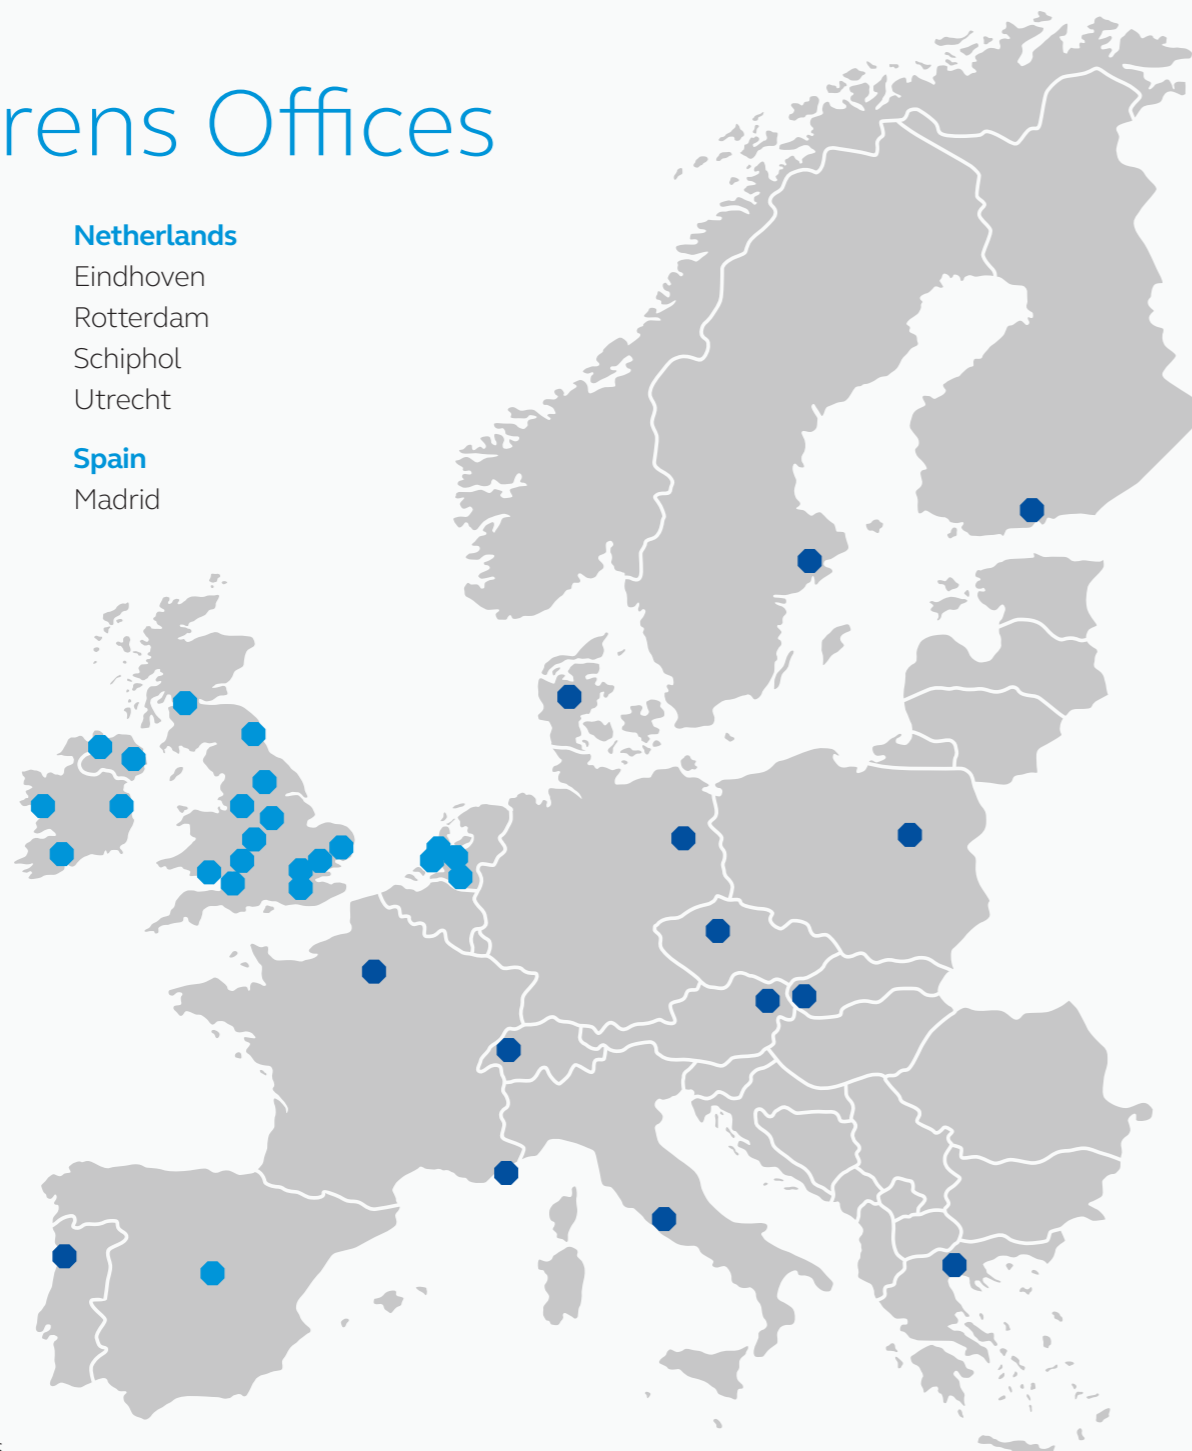 rens Offices
Netherlands
Eindhoven
Rotterdam
Schiphol
Utrecht
Spain
Madrid